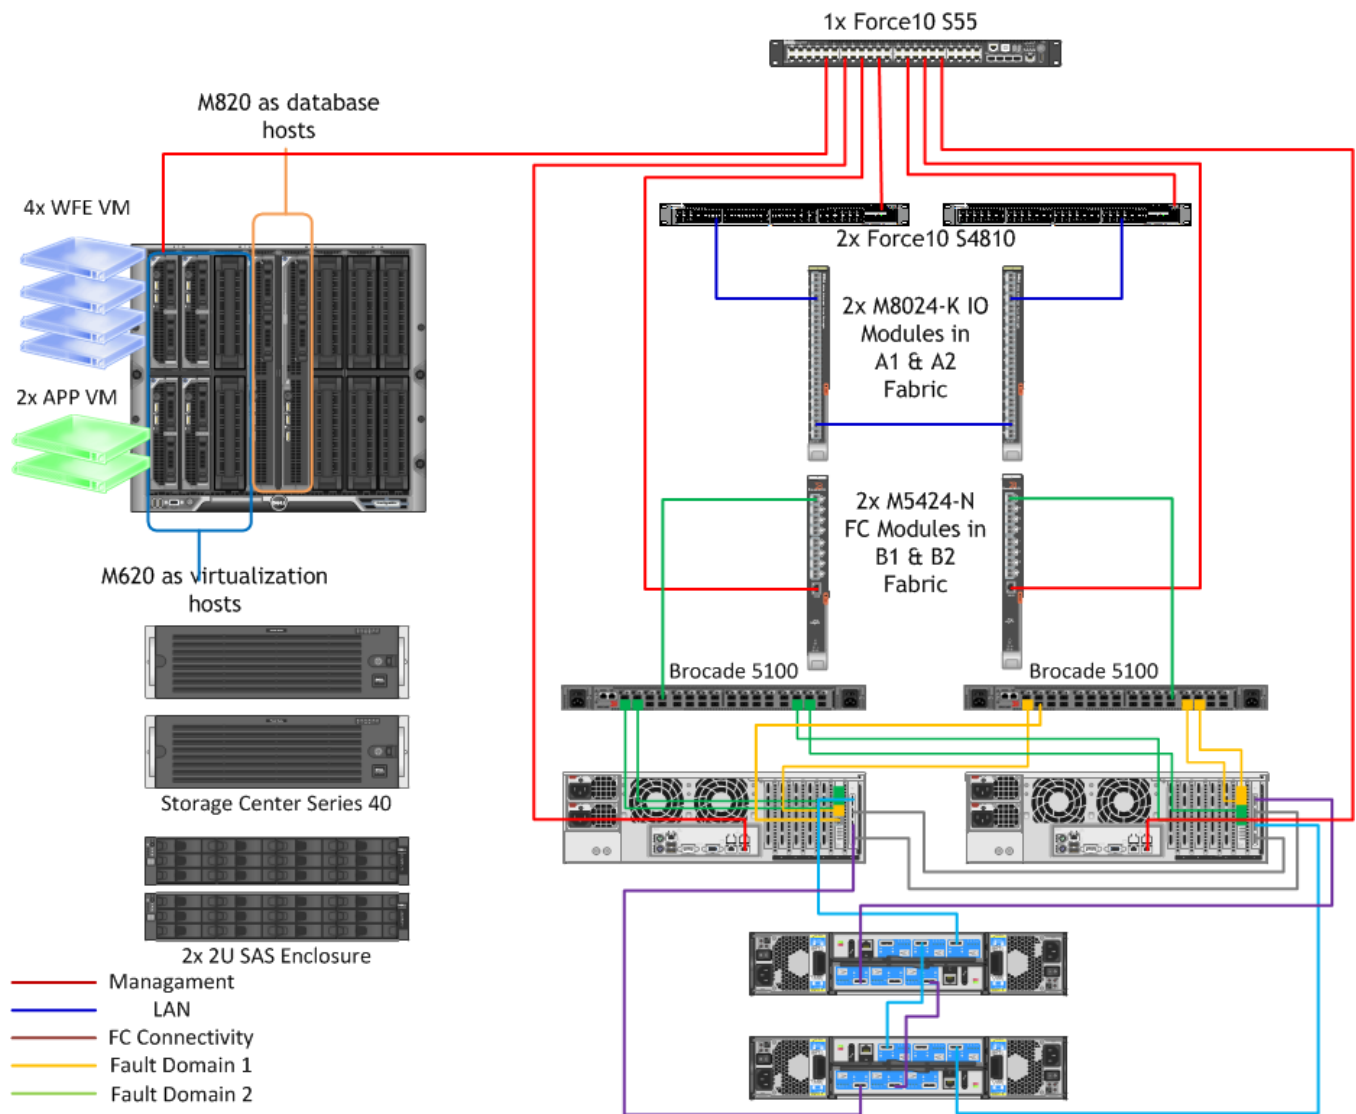 1x Force10 S55
M820 as database
hosts
4x WFE VM
2x Force10 S4810
2x M8024-K IO
Modules in
A1 & A2
Fabric
2x APP VM
2x M5424-N
FC Modules in
B1 & B2
Fabric
M620 as virtualization
hosts
Brocade 5100
Brocade 5100
Storage Center Series 40
2x 2U SAS Enclosure
Managament
LAN
FC Connectivity
Fault Domain 1
Fault Domain 2